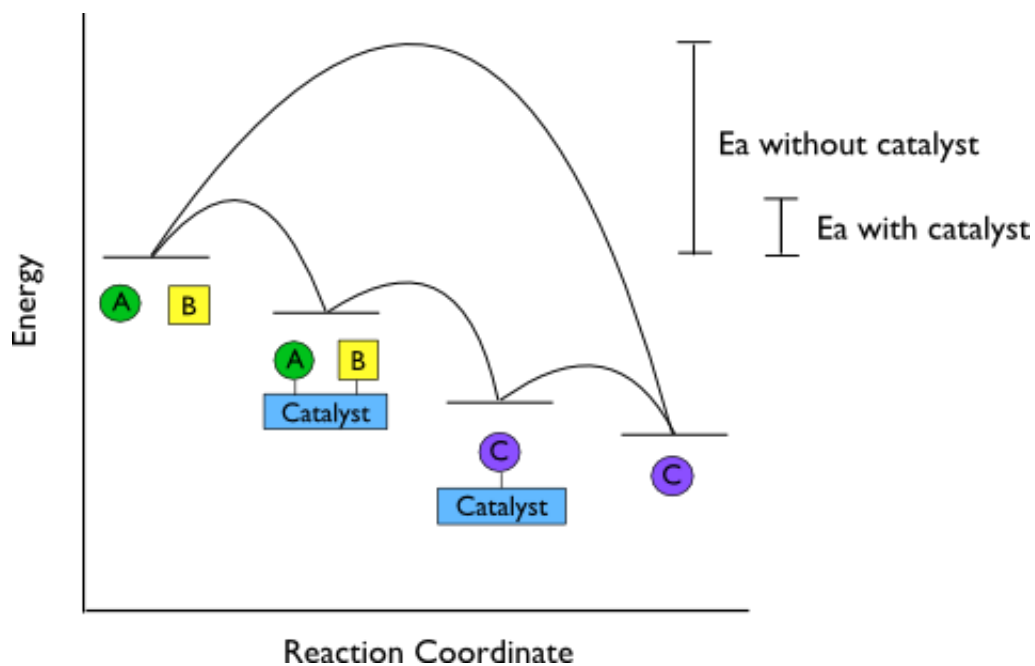 Ea without catalyst
Ea with catalyst
Energy
A
B
A
B
Catalyst
C
Catalyst
C
Reaction Coordinate